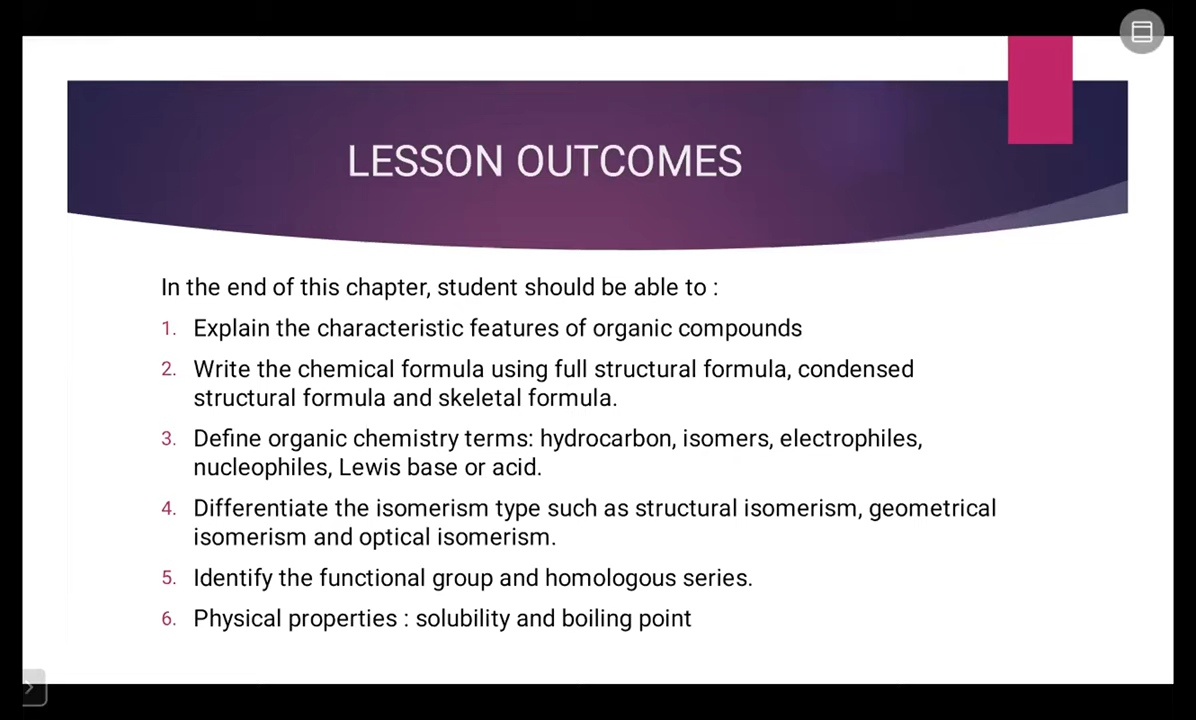 LESSON OUTCOMES
In the end of this chapter, student should be able to :
1. Explain the characteristic features of organic compounds
2. Write the chemical formula using full structural formula, condensed
structural formula and skeletal formula.
3. Define organic chemistry terms: hydrocarbon, isomers, electrophiles,
nucleophiles, Lewis base or acid.
4. Differentiate the isomerism type such as structural isomerism, geometrical
isomerism and optical isomerism.
5. Identify the functional group and homologous series.
6. Physical properties : solubility and boiling point